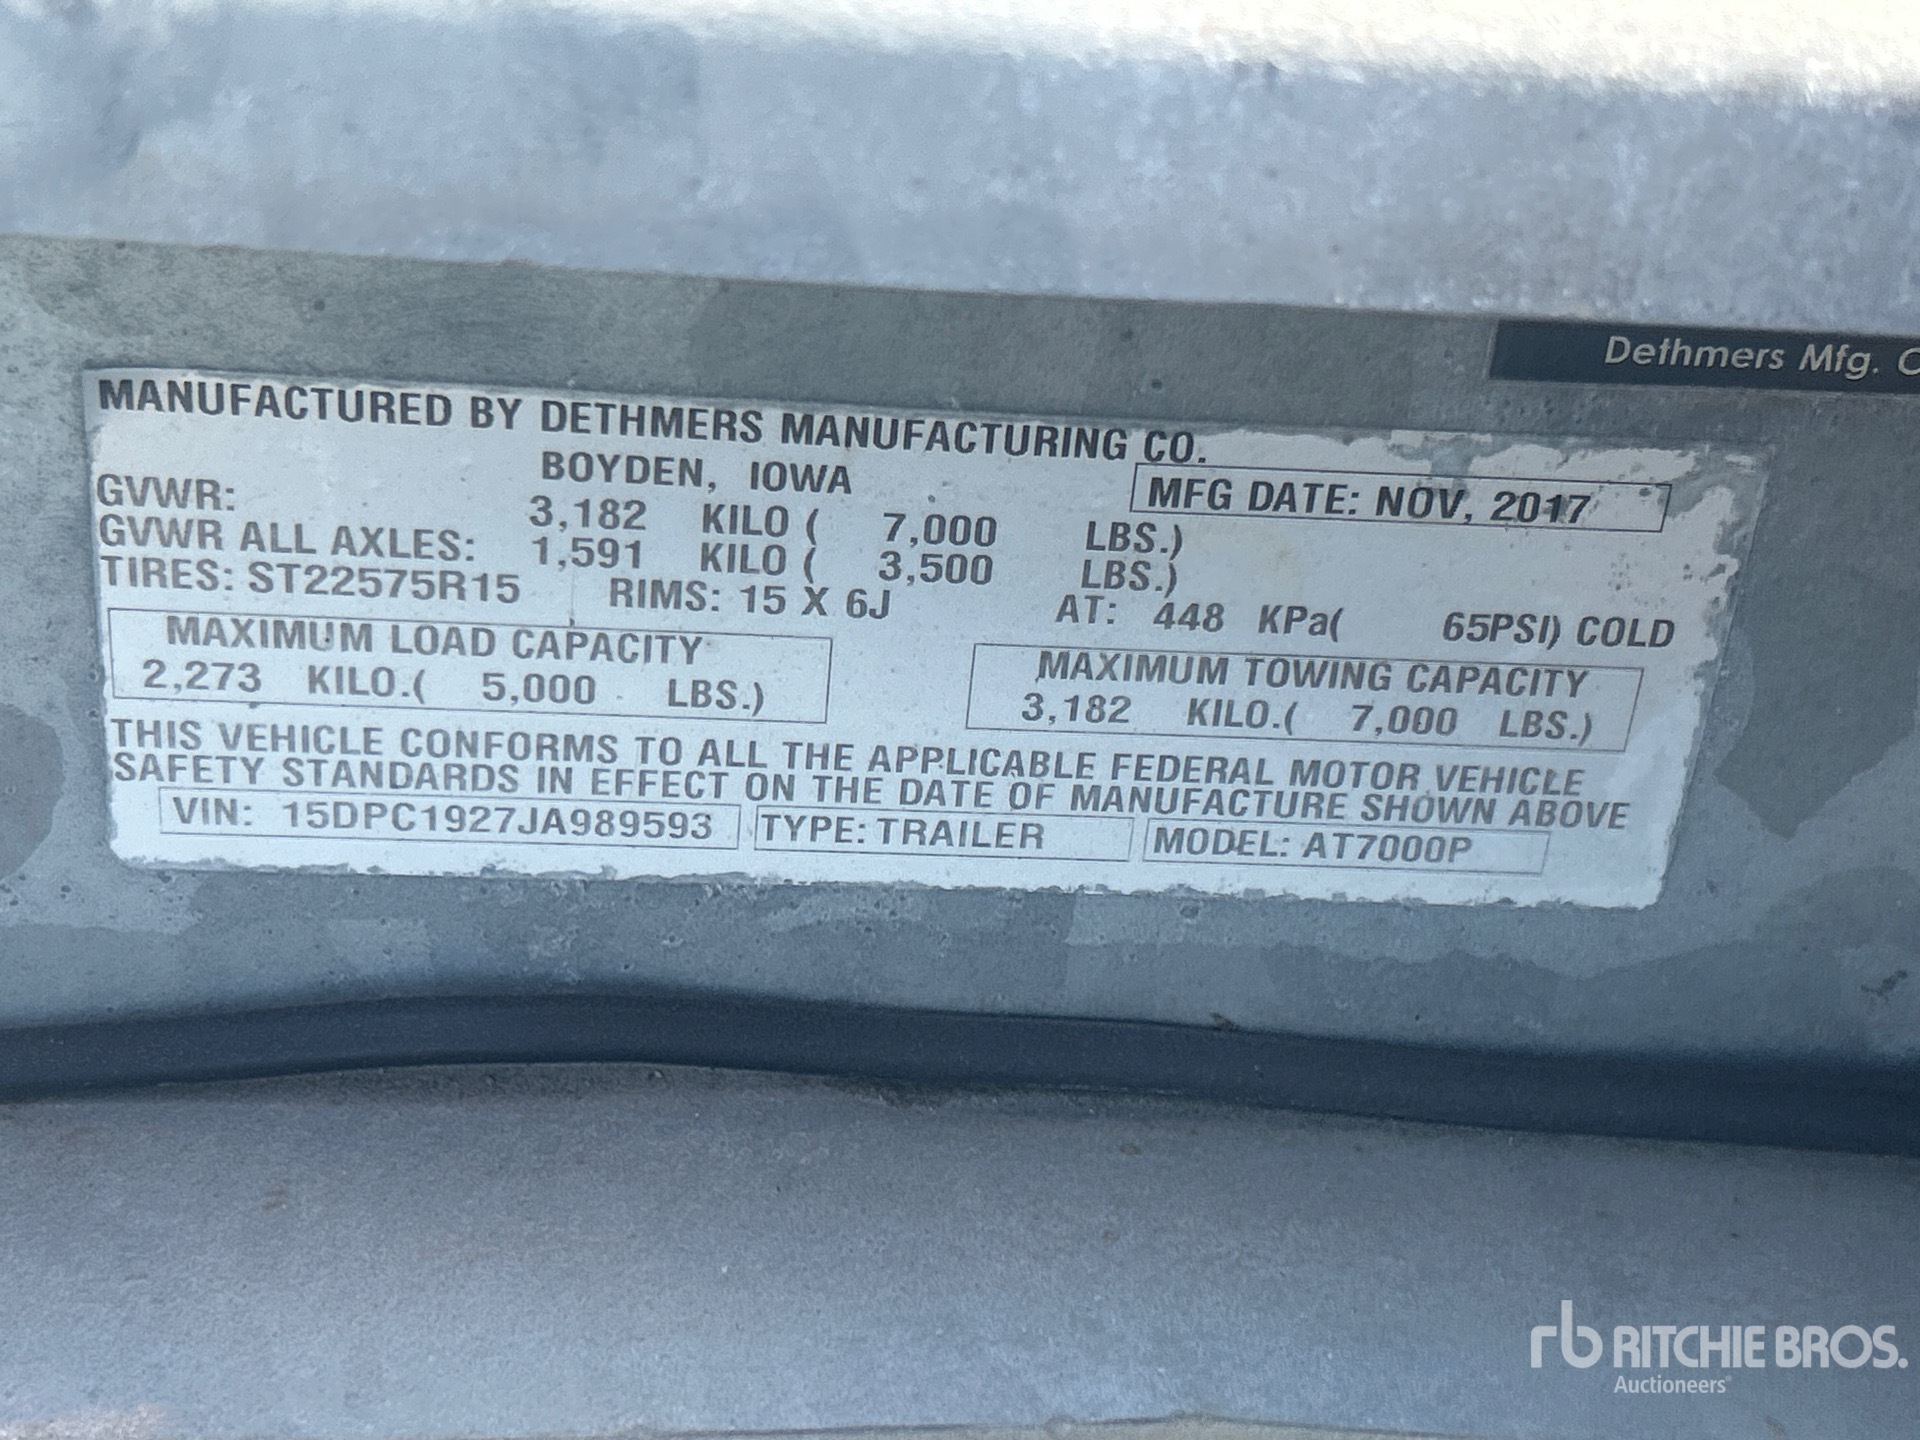 Dethmers Mfg. C
MANUFACTURED BY DETHMERS MANUFACTURING CO.
BOYDEN, IOWA
MFG DATE: NOV, 2017
GVWR: 3,182 KILO ( 7,000 LBS.)
GVWR ALL AXLES: 1,591 KILO ( 3,500 LBS.)
TIRES: ST22575R15 RIMS: 15 X 6J AT: 448 KPa( 65PSI) COLD
MAXIMUM LOAD CAPACITY
2,273 KILO.( 5,000 LBS.)
MAXIMUM TOWING CAPACITY
3,182 KILO.( 7,000 LBS.)
THIS VEHICLE CONFORMS TO ALL THE APPLICABLE FEDERAL MOTOR VEHICLE
SAFETY STANDARDS IN EFFECT ON THE DATE OF MANUFACTURE SHOWN ABOVE
VIN: 15DPC1927JA989593 TYPE: TRAILER MODEL: AT7000P
rb RITCHIE BROS.
Auctioneers